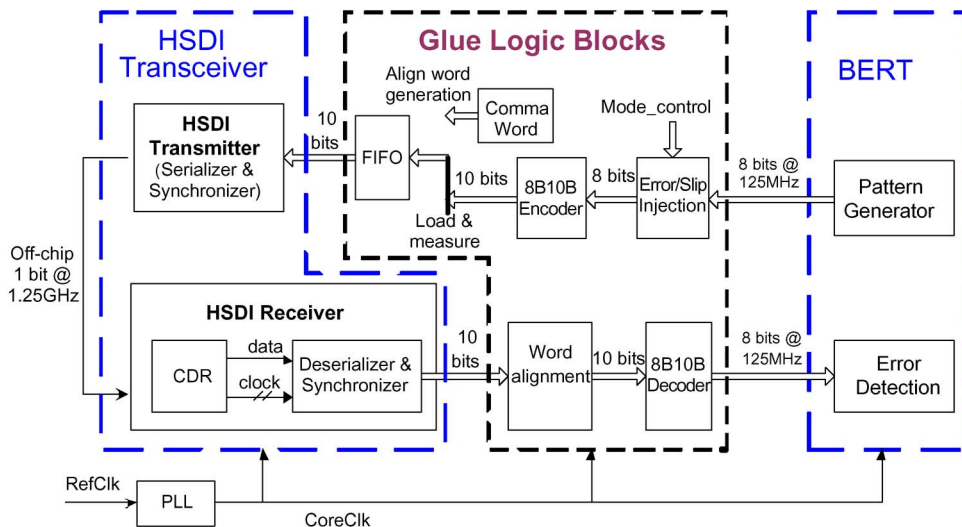 HSDI
Transceiver
Glue Logic Blocks
BERT
Align word
generation
Comma
Word
Mode_control
HSDI
Transmitter
(Serializer &
Synchronizer)
10
bits
FIFO
10 bits
8B10B
Encoder
8 bits
Error/Slip
Injection
8 bits @
125MHz
Pattern
Generator
Load &
measure
Off-chip
1 bit @
1.25GHz
HSDI Receiver
CDR
data
clock
Deserializer &
Synchronizer
10
bits
Word
alignment
10 bits
8B10B
Decoder
8 bits @
125MHz
Error
Detection
RefClk
PLL
CoreClk